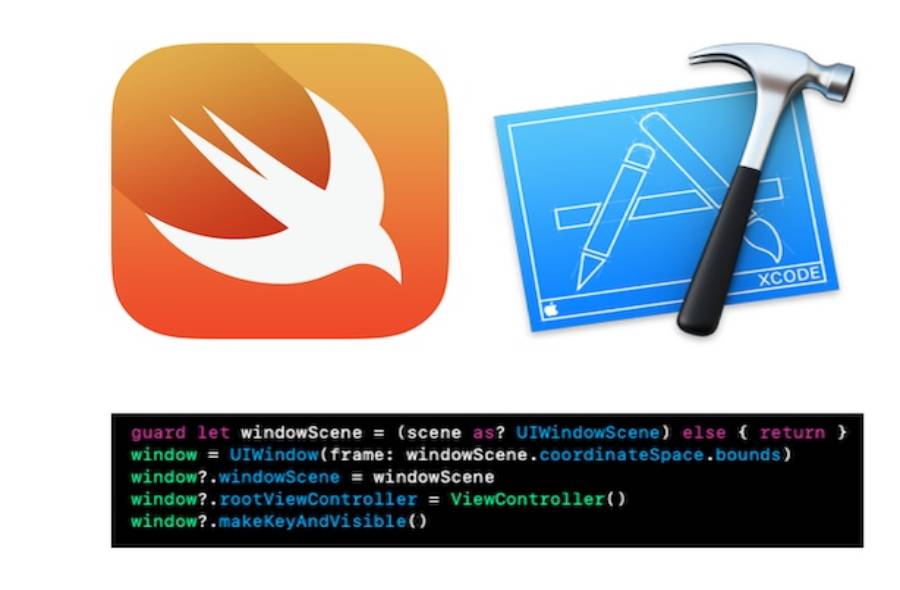 XCODE
guard let windowScene = (scene as? UIWindowScene) else { return }
window = UIWindow(frame: windowScene.coordinateSpace.bounds)
window?.windowScene = windowScene
window?.rootViewController = ViewController()
window?.makeKeyAndVisible()